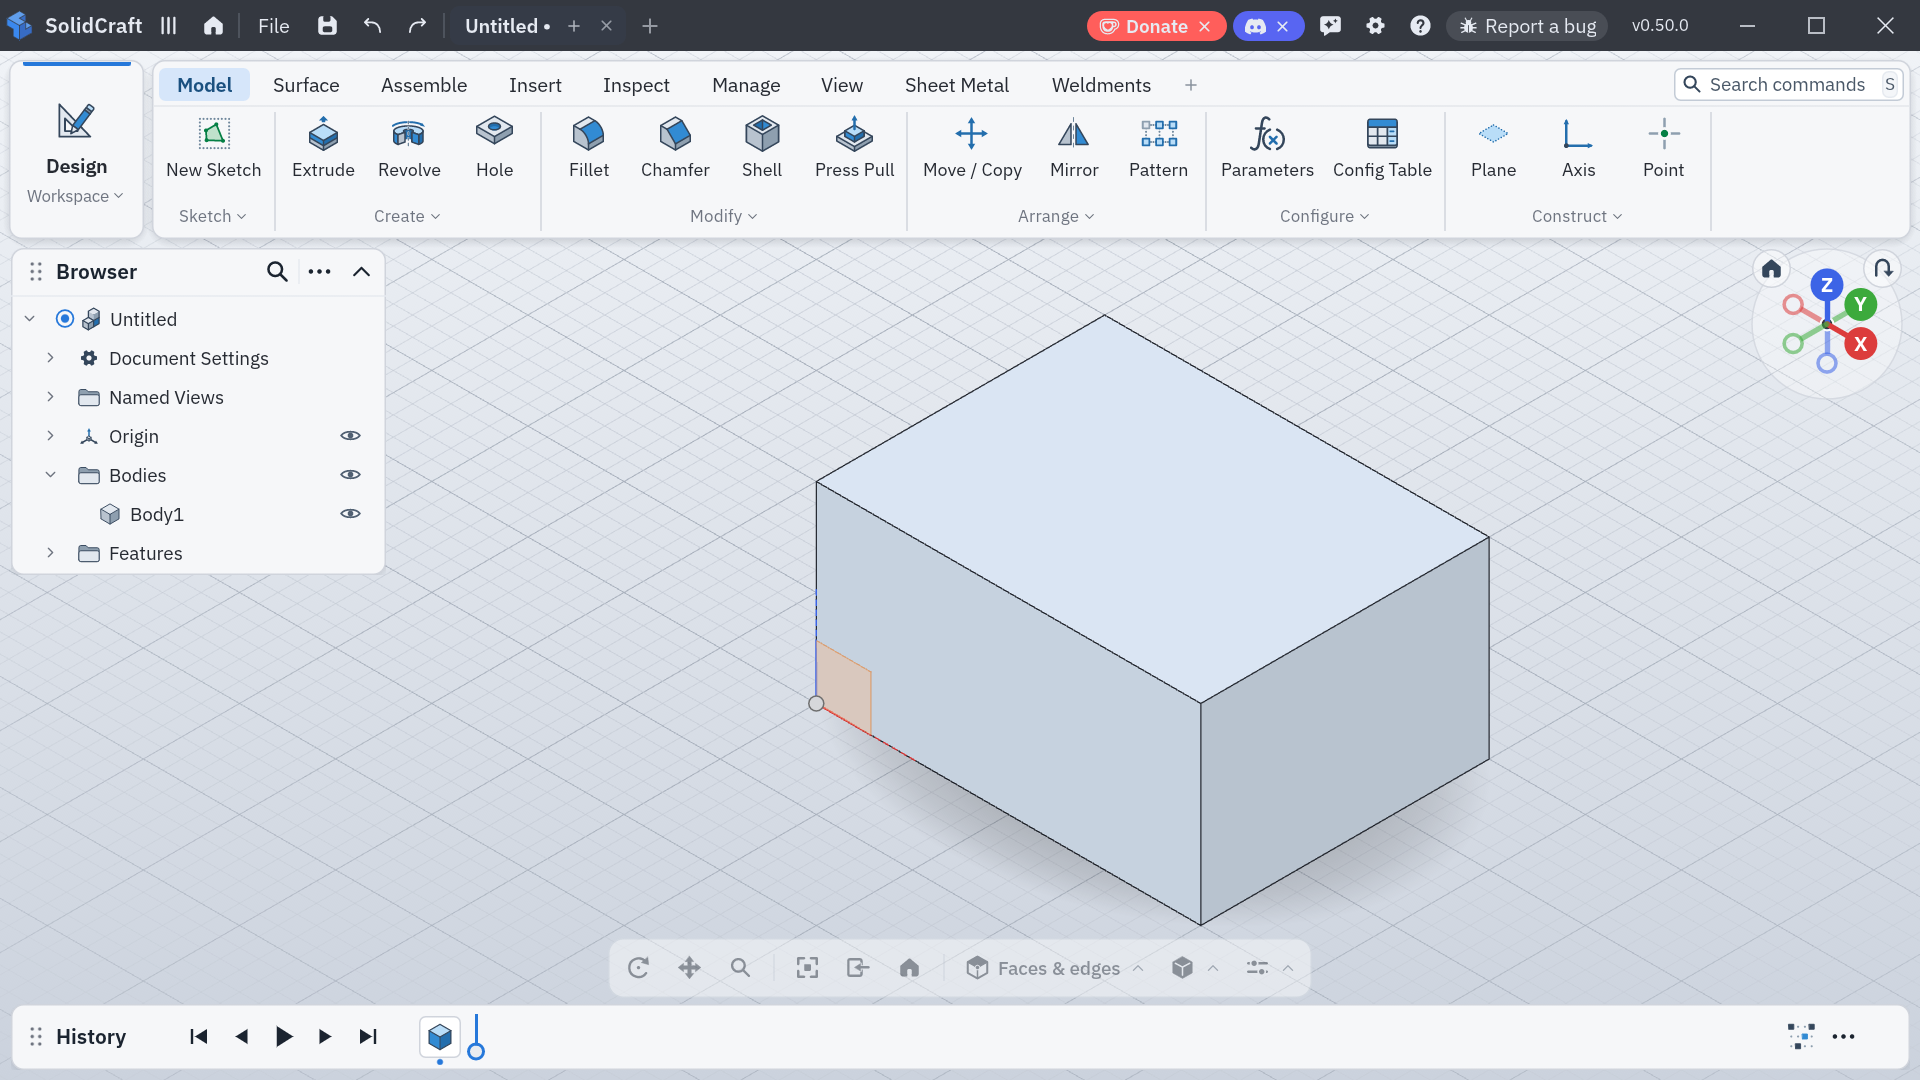 SolidCraft File Untitled • Donate Report a bug v0.50.0
Design
Workspace
Model Surface Assemble Insert Inspect Manage View Sheet Metal Weldments Search commands S
New Sketch Extrude Revolve Hole Fillet Chamfer Shell Press Pull Move / Copy Mirror Pattern Parameters Config Table Plane Axis Point
Sketch Create Modify Arrange Configure Construct
Browser
Untitled
Document Settings
Named Views
Origin
Bodies
Body1
Features
Z
Y
X
Faces & edges
History